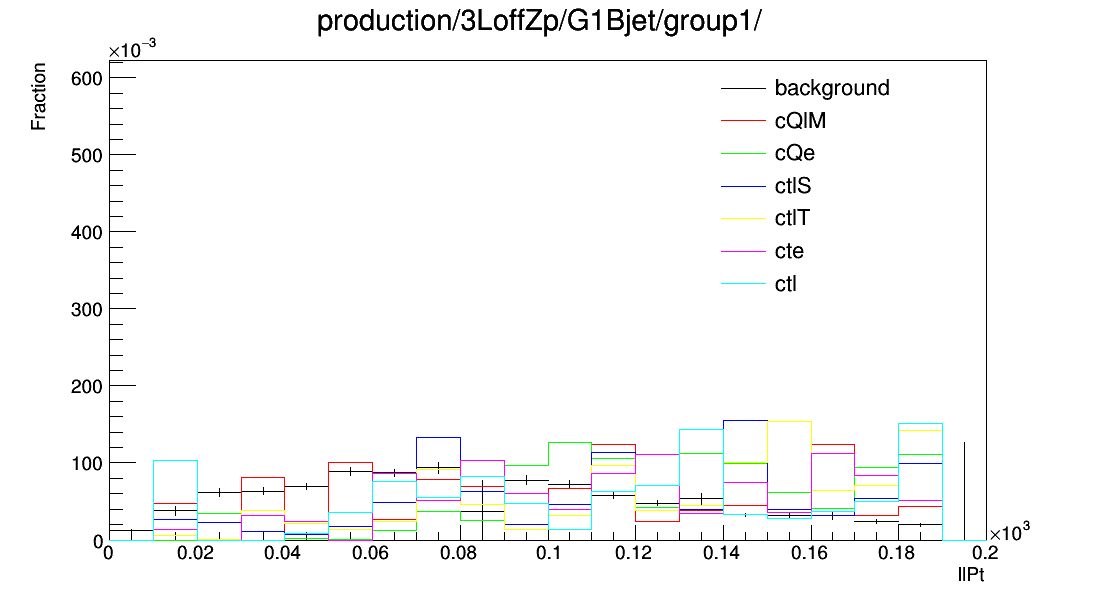 production/3LoffZp/G1Bjet/group1/
×10⁻³
Fraction
600
500
400
300
200
100
0
background
cQlM
cQe
ctlS
ctlT
cte
ctl
0 0.02 0.04 0.06 0.08 0.1 0.12 0.14 0.16 0.18 0.2
×10³
llPt